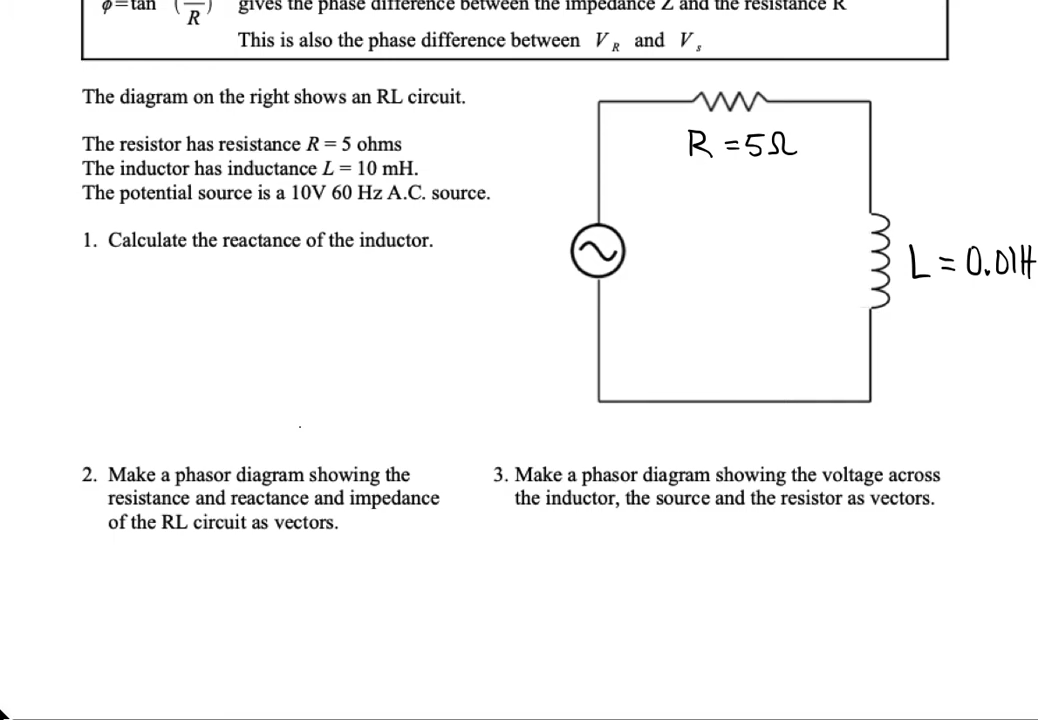 ϕ=tan (—/R) gives the phase difference between the impedance Z and the resistance R
This is also the phase difference between V_R and V_s
The diagram on the right shows an RL circuit.
The resistor has resistance R = 5 ohms
The inductor has inductance L = 10 mH.
The potential source is a 10V 60 Hz A.C. source.
1. Calculate the reactance of the inductor.
R = 5Ω
L = 0.01H
2. Make a phasor diagram showing the
resistance and reactance and impedance
of the RL circuit as vectors.
3. Make a phasor diagram showing the voltage across
the inductor, the source and the resistor as vectors.